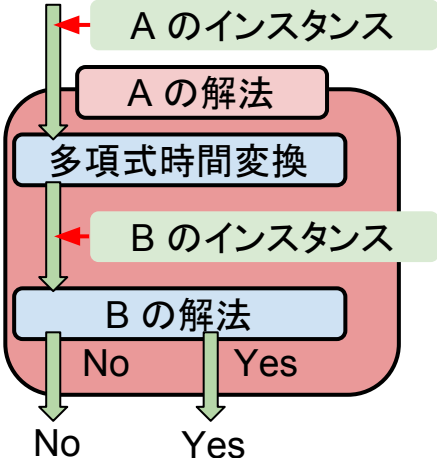 A のインスタンス
A の解法
多項式時間変換
B のインスタンス
B の解法
No Yes
No Yes